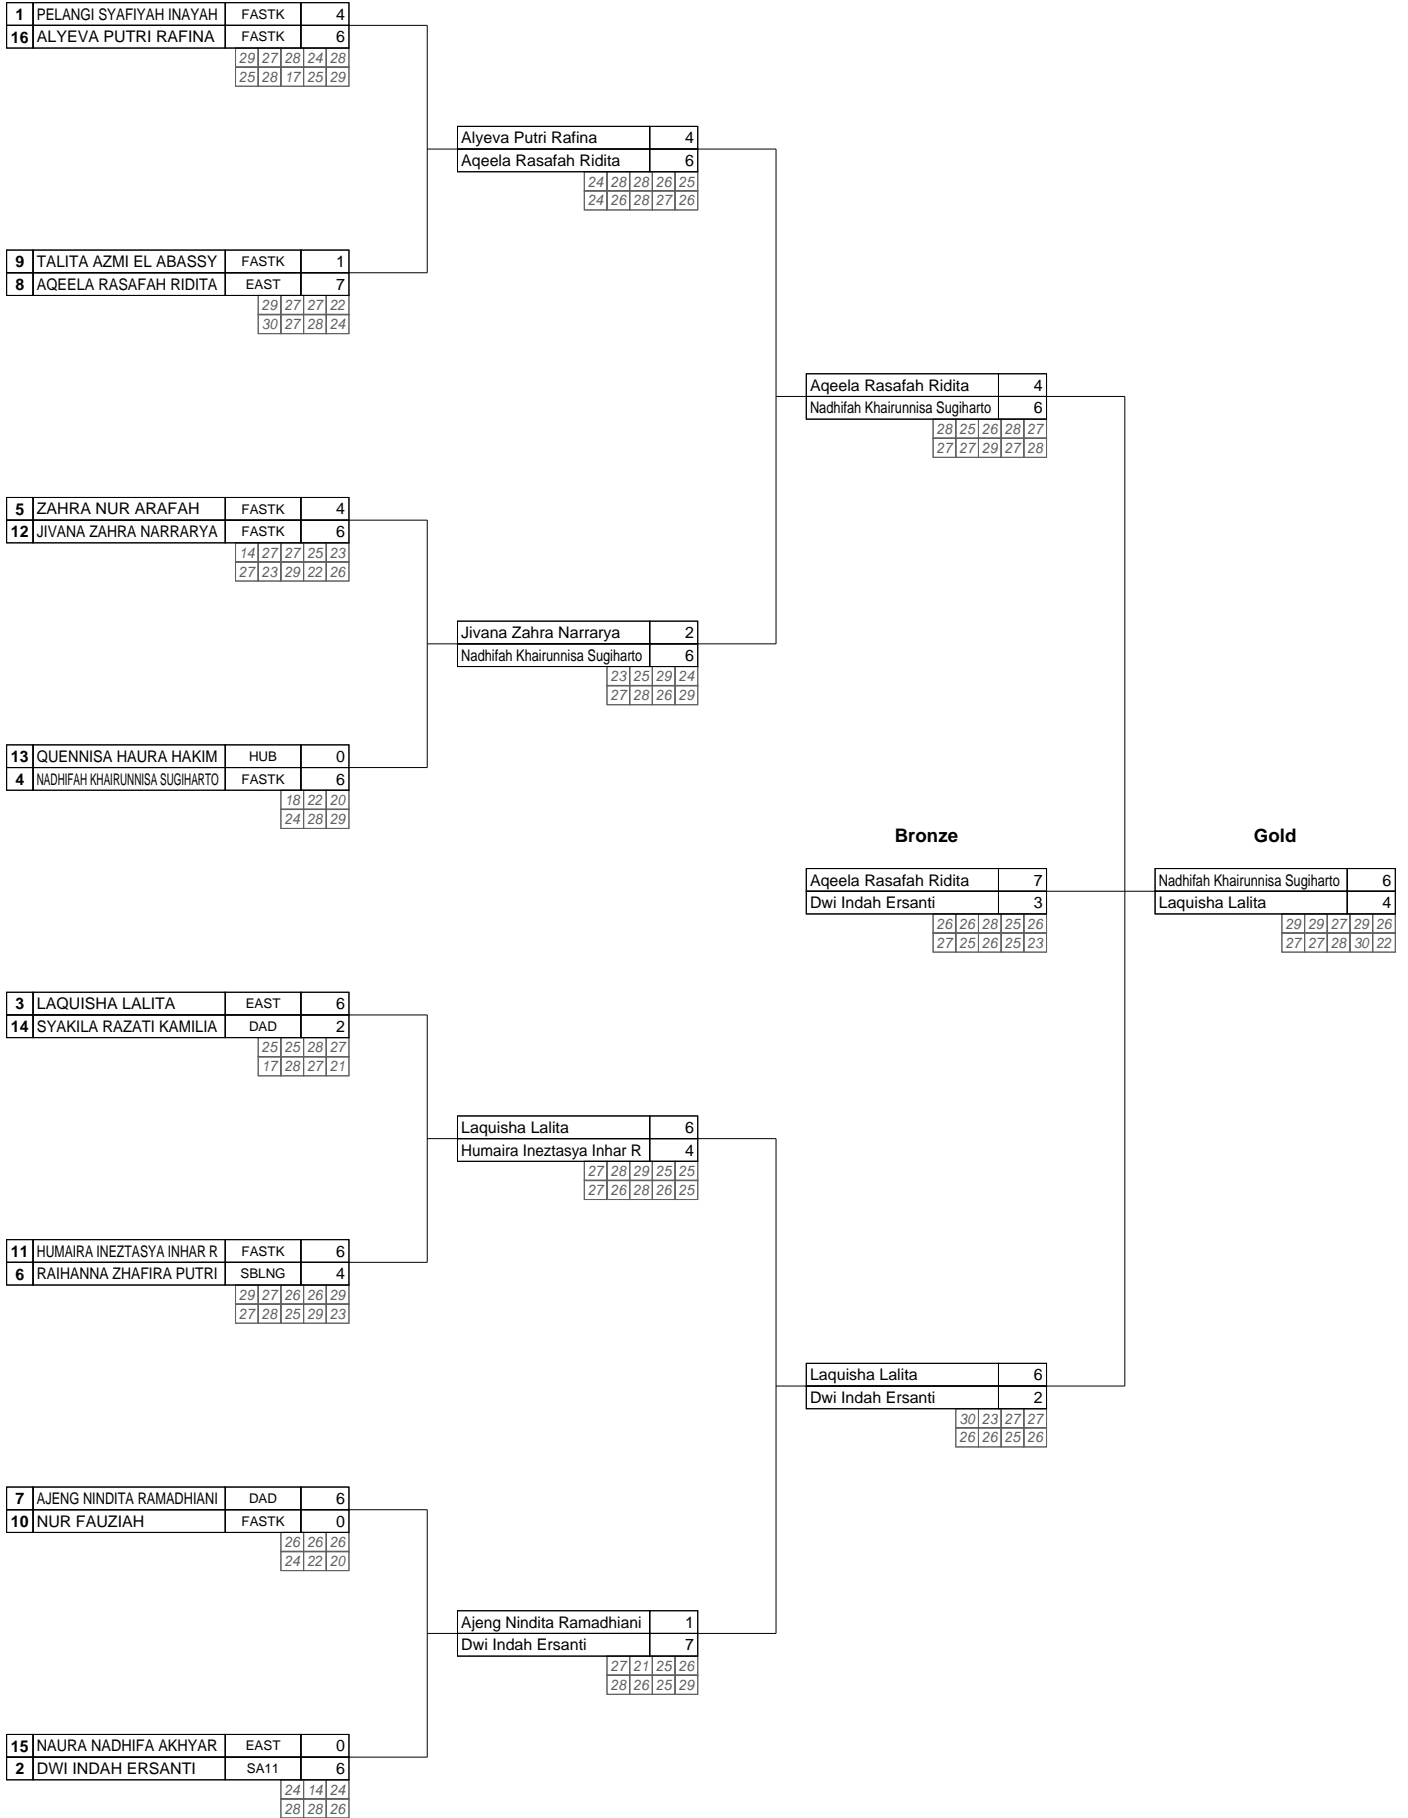 1 PELANGI SYAFIYAH INAYAH FASTK 4
16 ALYEVA PUTRI RAFINA FASTK 6
29 27 28 24 28
25 28 17 25 29
Alyeva Putri Rafina 4
Aqeela Rasafah Ridita 6
24 28 28 26 25
24 26 28 27 26
9 TALITA AZMI EL ABASSY FASTK 1
8 AQEELA RASAFAH RIDITA EAST 7
29 27 27 22
30 27 28 24
Aqeela Rasafah Ridita 4
Nadhifah Khairunnisa Sugiharto 6
28 25 26 28 27
27 27 29 27 28
5 ZAHRA NUR ARAFAH FASTK 4
12 JIVANA ZAHRA NARRARYA FASTK 6
14 27 27 25 23
27 23 29 22 26
Jivana Zahra Narrarya 2
Nadhifah Khairunnisa Sugiharto 6
23 25 29 24
27 28 26 29
13 QUENNISA HAURA HAKIM HUB 0
4 NADHIFAH KHAIRUNNISA SUGIHARTO FASTK 6
18 22 20
24 28 29
Bronze Gold
Aqeela Rasafah Ridita 7 Nadhifah Khairunnisa Sugiharto 6
Dwi Indah Ersanti 3 Laquisha Lalita 4
26 26 28 25 26 29 29 27 29 26
27 25 26 25 23 27 27 28 30 22
3 LAQUISHA LALITA EAST 6
14 SYAKILA RAZATI KAMILIA DAD 2
25 25 28 27
17 28 27 21
Laquisha Lalita 6
Humaira Ineztasya Inhar R 4
27 28 29 25 25
27 26 28 26 25
11 HUMAIRA INEZTASYA INHAR R FASTK 6
6 RAIHANNA ZHAFIRA PUTRI SBLNG 4
29 27 26 26 29
27 28 25 29 23
Laquisha Lalita 6
Dwi Indah Ersanti 2
30 23 27 27
26 26 25 26
7 AJENG NINDITA RAMADHIANI DAD 6
10 NUR FAUZIAH FASTK 0
26 26 26
24 22 20
Ajeng Nindita Ramadhiani 1
Dwi Indah Ersanti 7
27 21 25 26
28 26 25 29
15 NAURA NADHIFA AKHYAR EAST 0
2 DWI INDAH ERSANTI SA11 6
24 14 24
28 28 26